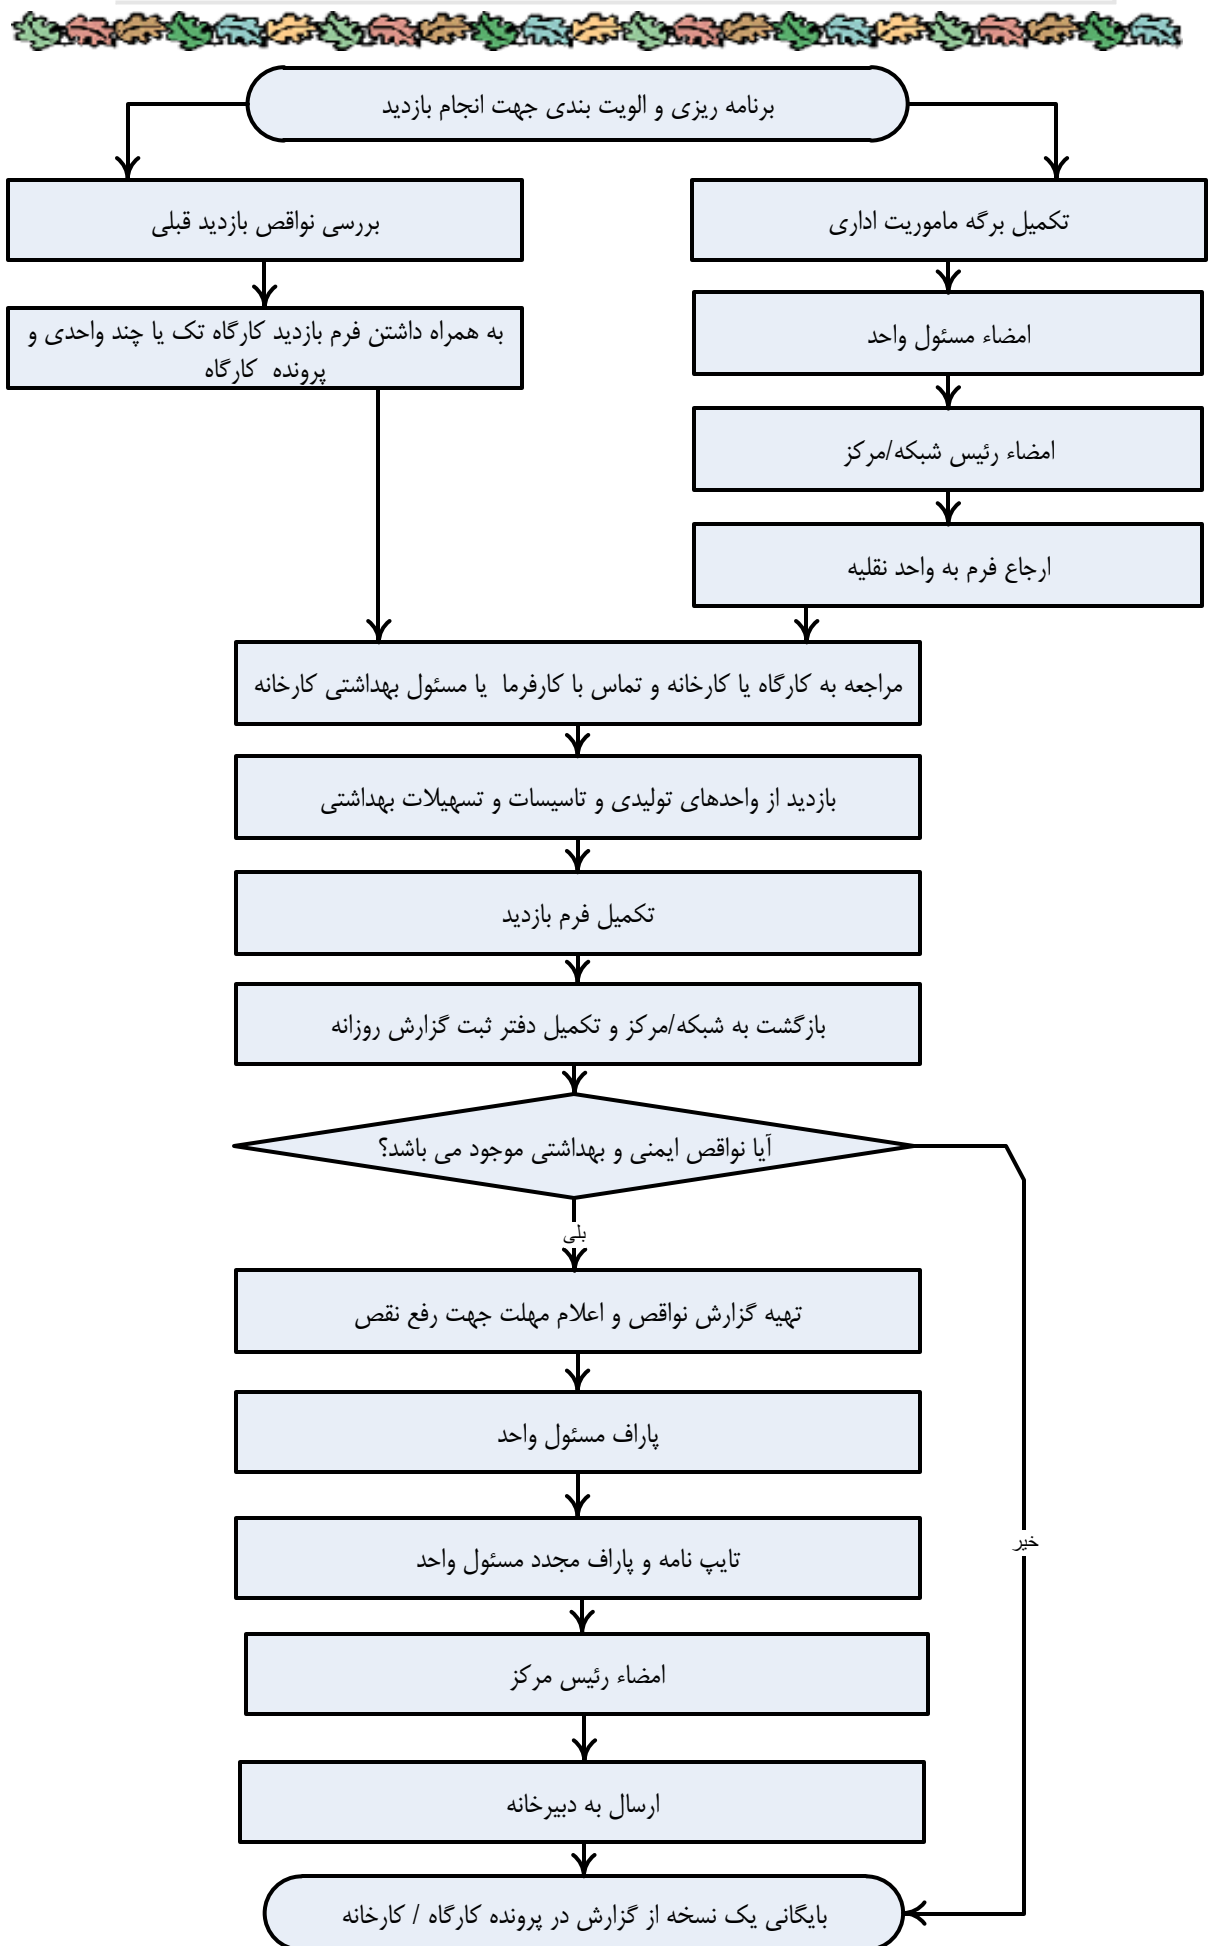 برنامه ریزی و الویت بندی جهت انجام بازدید
تکمیل برگه ماموریت اداری
امضاء مسئول واحد
امضاء رئیس شبکه/مرکز
ارجاع فرم به واحد نقلیه
بررسی نواقص بازدید قبلی
به همراه داشتن فرم بازدید کارگاه تک یا چند واحدی و
پرونده کارگاه
مراجعه به کارگاه یا کارخانه و تماس با کارفرما یا مسئول بهداشتی کارخانه
بازدید از واحدهای تولیدی و تاسیسات و تسهیلات بهداشتی
تکمیل فرم بازدید
بازگشت به شبکه/مرکز و تکمیل دفتر ثبت گزارش روزانه
آیا نواقص ایمنی و بهداشتی موجود می باشد؟
بلی
تهیه گزارش نواقص و اعلام مهلت جهت رفع نقص
پاراف مسئول واحد
خیر
تایپ نامه و پاراف مجدد مسئول واحد
امضاء رئیس مرکز
ارسال به دبیرخانه
بایگانی یک نسخه از گزارش در پرونده کارگاه / کارخانه